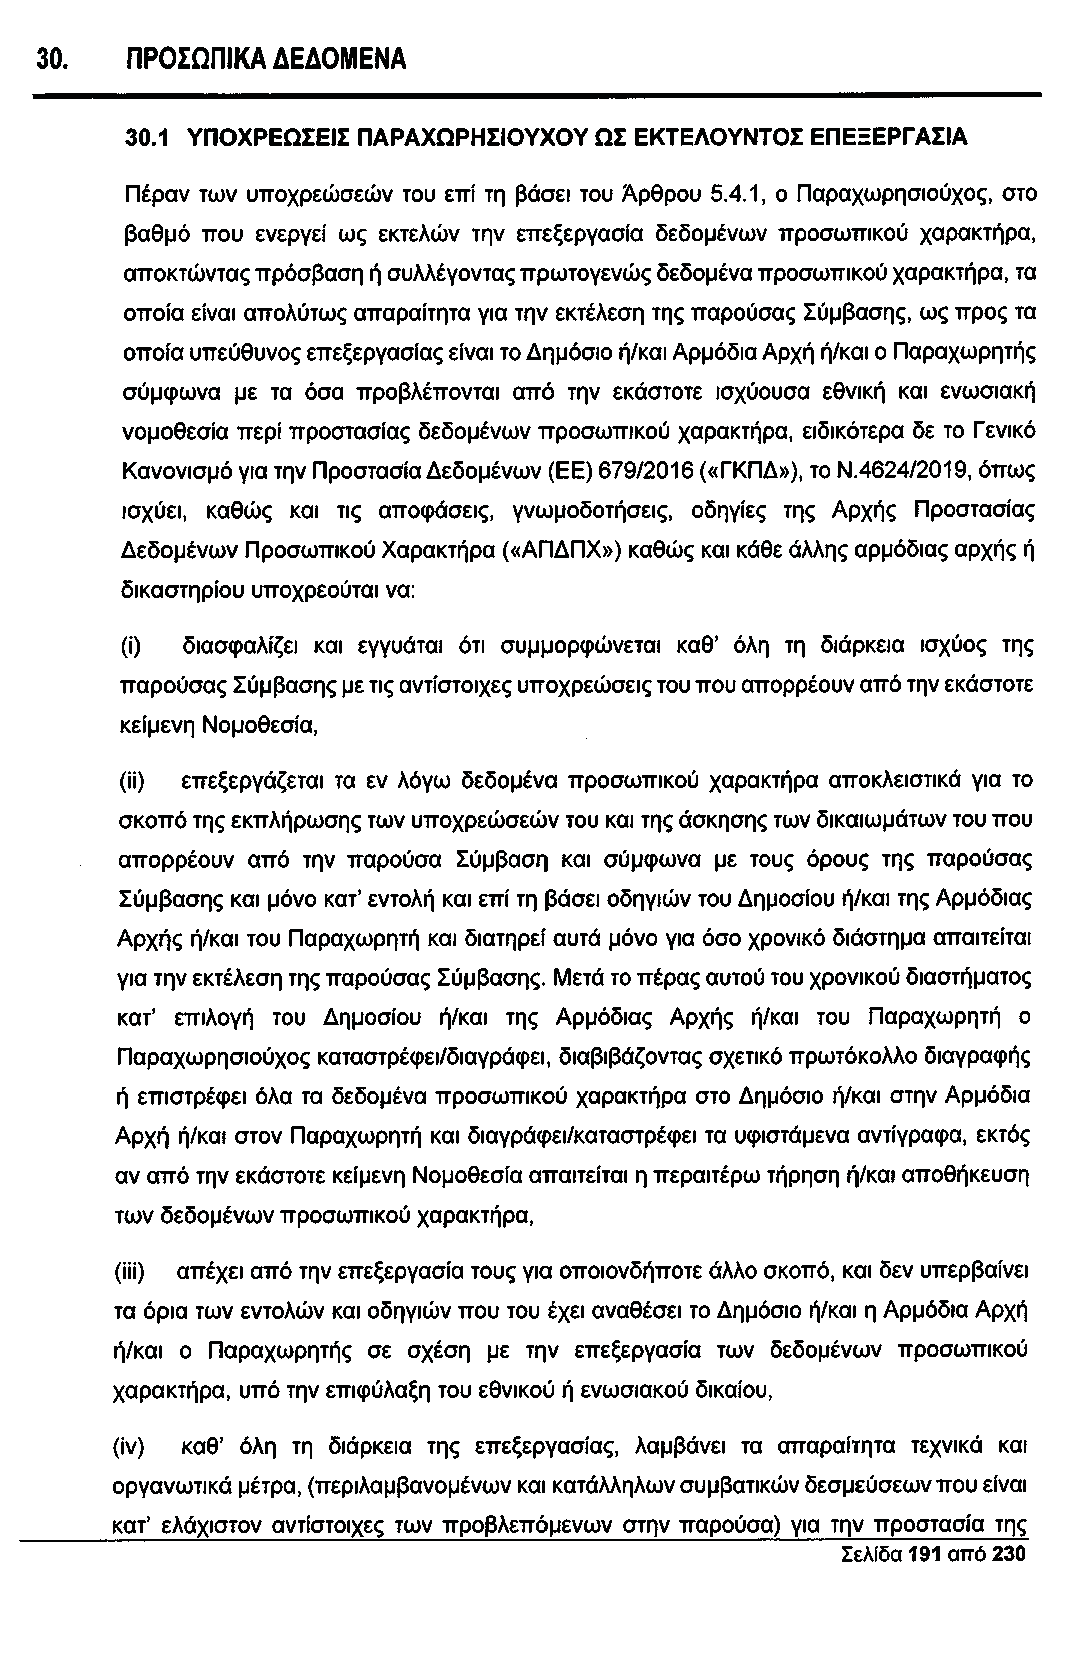 30. ΠΡΟΣΩΠΙΚΑ ΔΕΔΟΜΕΝΑ
30.1 ΥΠΟΧΡΕΩΣΕΙΣ ΠΑΡΑΧΩΡΗΣΙΟΥΧΟΥ ΩΣ ΕΚΤΕΛΟΥΝΤΟΣ ΕΠΕΞΕΡΓΑΣΙΑ
Πέραν των υποχρεώσεών του επί τη βάσει του Άρθρου 5.4.1, ο Παραχωρησιούχος, στο
βαθμό που ενεργεί ως εκτελών την επεξεργασία δεδομένων προσωπικού χαρακτήρα,
αποκτώντας πρόσβαση ή συλλέγοντας πρωτογενώς δεδομένα προσωπικού χαρακτήρα, τα
οποία είναι απολύτως απαραίτητα για την εκτέλεση της παρούσας Σύμβασης, ως προς τα
οποία υπεύθυνος επεξεργασίας είναι το Δημόσιο ή/και Αρμόδια Αρχή ή/και ο Παραχωρητής
σύμφωνα με τα όσα προβλέπονται από την εκάστοτε ισχύουσα εθνική και ενωσιακή
νομοθεσία περί προστασίας δεδομένων προσωπικού χαρακτήρα, ειδικότερα δε το Γενικό
Κανονισμό για την Προστασία Δεδομένων (ΕΕ) 679/2016 («ΓΚΠΔ»), το Ν.4624/2019, όπως
ισχύει, καθώς και τις αποφάσεις, γνωμοδοτήσεις, οδηγίες της Αρχής Προστασίας
Δεδομένων Προσωπικού Χαρακτήρα («ΑΠΔΠΧ») καθώς και κάθε άλλης αρμόδιας αρχής ή
δικαστηρίου υποχρεούται να:
(i) διασφαλίζει και εγγυάται ότι συμμορφώνεται καθ’ όλη τη διάρκεια ισχύος της
παρούσας Σύμβασης με τις αντίστοιχες υποχρεώσεις του που απορρέουν από την εκάστοτε
κείμενη Νομοθεσία,
(ii) επεξεργάζεται τα εν λόγω δεδομένα προσωπικού χαρακτήρα αποκλειστικά για το
σκοπό της εκπλήρωσης των υποχρεώσεών του και της άσκησης των δικαιωμάτων του που
απορρέουν από την παρούσα Σύμβαση και σύμφωνα με τους όρους της παρούσας
Σύμβασης και μόνο κατ’ εντολή και επί τη βάσει οδηγιών του Δημοσίου ή/και της Αρμόδιας
Αρχής ή/και του Παραχωρητή και διατηρεί αυτά μόνο για όσο χρονικό διάστημα απαιτείται
για την εκτέλεση της παρούσας Σύμβασης. Μετά το πέρας αυτού του χρονικού διαστήματος
κατ’ επιλογή του Δημοσίου ή/και της Αρμόδιας Αρχής ή/και του Παραχωρητή ο
Παραχωρησιούχος καταστρέφει/διαγράφει, διαβιβάζοντας σχετικό πρωτόκολλο διαγραφής
ή επιστρέφει όλα τα δεδομένα προσωπικού χαρακτήρα στο Δημόσιο ή/και στην Αρμόδια
Αρχή ή/και στον Παραχωρητή και διαγράφει/καταστρέφει τα υφιστάμενα αντίγραφα, εκτός
αν από την εκάστοτε κείμενη Νομοθεσία απαιτείται η περαιτέρω τήρηση ή/και αποθήκευση
των δεδομένων προσωπικού χαρακτήρα,
(iii) απέχει από την επεξεργασία τους για οποιονδήποτε άλλο σκοπό, και δεν υπερβαίνει
τα όρια των εντολών και οδηγιών που του έχει αναθέσει το Δημόσιο ή/και η Αρμόδια Αρχή
ή/και ο Παραχωρητής σε σχέση με την επεξεργασία των δεδομένων προσωπικού
χαρακτήρα, υπό την επιφύλαξη του εθνικού ή ενωσιακού δικαίου,
(iv) καθ’ όλη τη διάρκεια της επεξεργασίας, λαμβάνει τα απαραίτητα τεχνικά και
οργανωτικά μέτρα, (περιλαμβανομένων και κατάλληλων συμβατικών δεσμεύσεων που είναι
κατ’ ελάχιστον αντίστοιχες των προβλεπόμενων στην παρούσα) για την προστασία της
Σελίδα 191 από 230